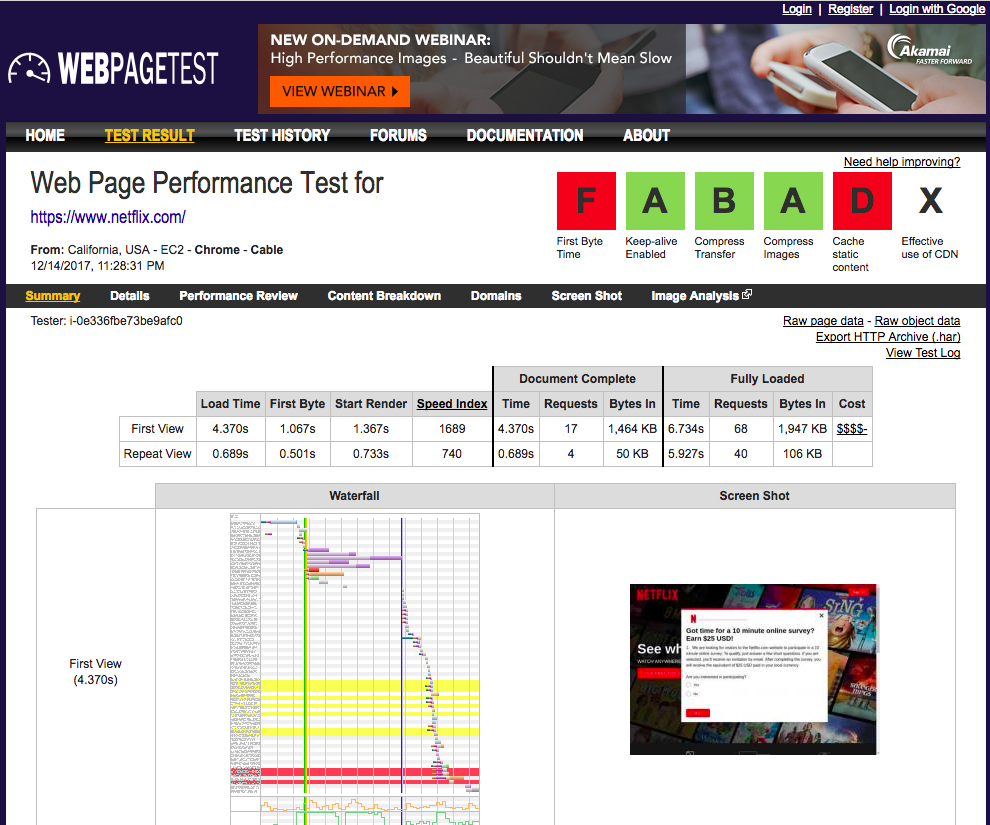 Login | Register | Login with Google
WEBPAGETEST
NEW ON-DEMAND WEBINAR:
High Performance Images - Beautiful Shouldn't Mean Slow
VIEW WEBINAR
Akamai
FASTER FORWARD
HOME TEST RESULT TEST HISTORY FORUMS DOCUMENTATION ABOUT
Need help improving?
Web Page Performance Test for
https://www.netflix.com/
From: California, USA - EC2 - Chrome - Cable
12/14/2017, 11:28:31 PM
F A B A D X
First Byte Time
Keep-alive Enabled
Compress Transfer
Compress Images
Cache static content
Effective use of CDN
Summary Details Performance Review Content Breakdown Domains Screen Shot Image Analysis
Tester: i-0e336fbe73be9afc0
Raw page data - Raw object data
Export HTTP Archive (.har)
View Test Log
Document Complete Fully Loaded
Load Time First Byte Start Render Speed Index Time Requests Bytes In Time Requests Bytes In Cost
First View 4.370s 1.067s 1.367s 1689 4.370s 17 1,464 KB 6.734s 68 1,947 KB $$$$-
Repeat View 0.689s 0.501s 0.733s 740 0.689s 4 50 KB 5.927s 40 106 KB
Waterfall Screen Shot
First View
(4.370s)
NETFLIX
SING
See
N
Got time for a 10 minute online survey?
Earn $25 USD!
Are you interested in participating?
Yes
No